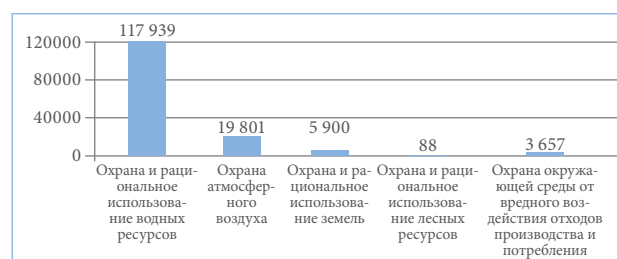 117 939
120000
80000
40000
0
19 801
5 900
88
3 657
Охрана и раци-
ональное
использова-
ние водных
ресурсов
Охрана
атмосфер-
ного
воздуха
Охрана и ра-
циональное
использова-
ние земель
Охрана и раци-
ональное
использова-
ние лесных
ресурсов
Охрана окружа-
ющей среды от
вредного воз-
действия отходов
производства и
потребления